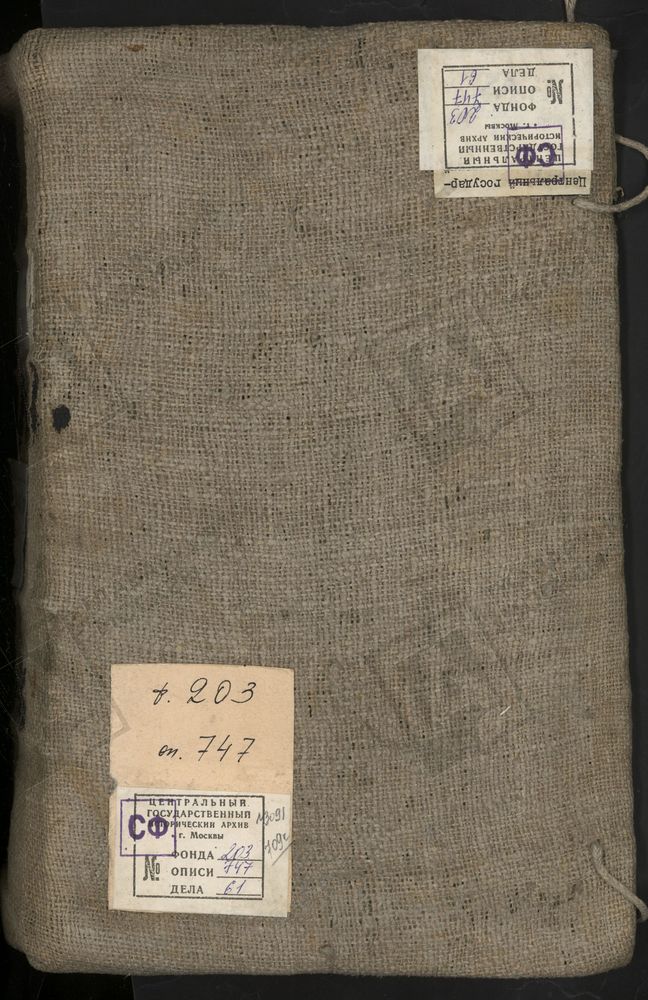 № ДЕЛА 61
ОПИСИ 747
ФОНДА 203
г. Москвы
ИСТОРИЧЕСКИЙ АРХИВ
ГОСУДАРСТВЕННЫЙ
ЦЕНТРАЛЬНЫЙ
СФ
Центральный государ-
ф. 203
оп. 747
ЦЕНТРАЛЬНЫЙ
ГОСУДАРСТВЕННЫЙ
ИСТОРИЧЕСКИЙ АРХИВ
г. Москвы
СФ
№ ФОНДА 203
ОПИСИ 747
ДЕЛА 61